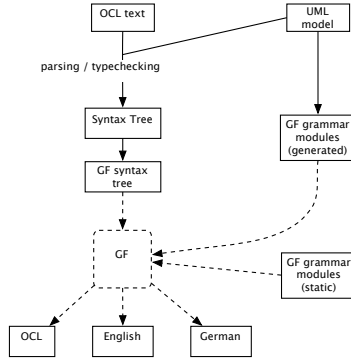 OCL text
UML
model
parsing / typechecking
Syntax Tree
GF grammar
modules
(generated)
GF syntax
tree
GF
GF grammar
modules
(static)
OCL
English
German